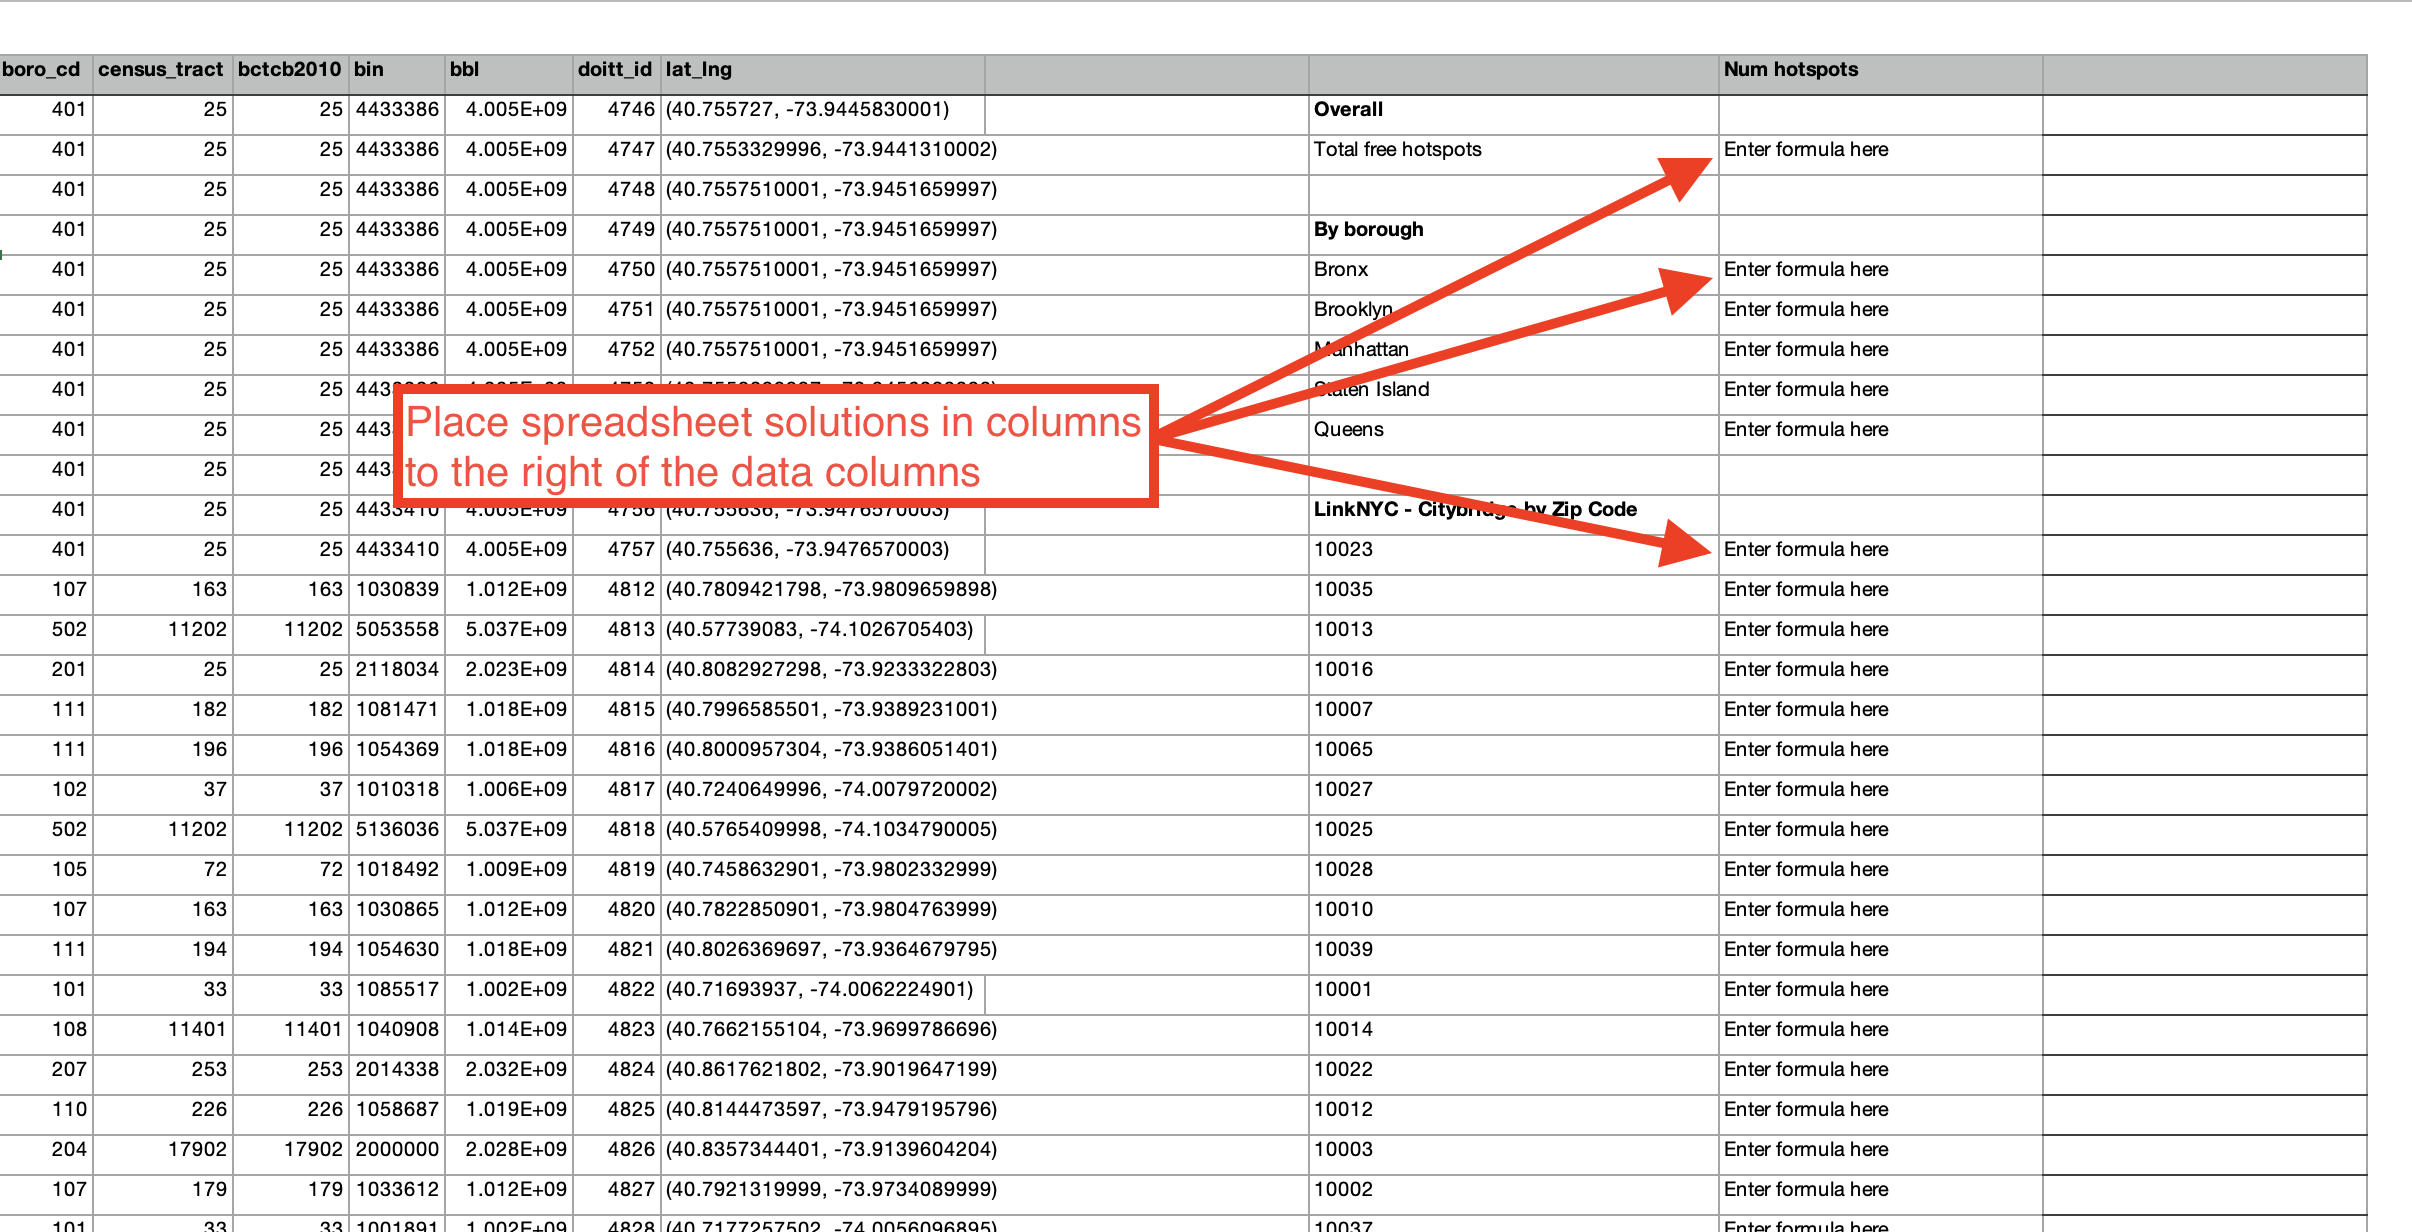 boro_cd census_tract bctcb2010 bin bbl doitt_id lat_lng Num hotspots
401 25 25 4433386 4.005E+09 4746 (40.755727, -73.9445830001) Overall
401 25 25 4433386 4.005E+09 4747 (40.7553329996, -73.9441310002) Total free hotspots Enter formula here
401 25 25 4433386 4.005E+09 4748 (40.7557510001, -73.9451659997)
401 25 25 4433386 4.005E+09 4749 (40.7557510001, -73.9451659997) By borough
401 25 25 4433386 4.005E+09 4750 (40.7557510001, -73.9451659997) Bronx Enter formula here
401 25 25 4433386 4.005E+09 4751 (40.7557510001, -73.9451659997) Brooklyn Enter formula here
401 25 25 4433386 4.005E+09 4752 (40.7557510001, -73.9451659997) Manhattan Enter formula here
401 25 25 Staten Island Enter formula here
401 25 25 443 Queens Enter formula here
Place spreadsheet solutions in columns
to the right of the data columns
401 25 25 443
401 25 25 4433410 4.005E+09 4756 (40.755636, -73.9476570003) LinkNYC - Citybridge by Zip Code
401 25 25 4433410 4.005E+09 4757 (40.755636, -73.9476570003) 10023 Enter formula here
107 163 163 1030839 1.012E+09 4812 (40.7809421798, -73.9809659898) 10035 Enter formula here
502 11202 11202 5053558 5.037E+09 4813 (40.57739083, -74.1026705403) 10013 Enter formula here
201 25 25 2118034 2.023E+09 4814 (40.8082927298, -73.9233322803) 10016 Enter formula here
111 182 182 1081471 1.018E+09 4815 (40.7996585501, -73.9389231001) 10007 Enter formula here
111 196 196 1054369 1.018E+09 4816 (40.8000957304, -73.9386051401) 10065 Enter formula here
102 37 37 1010318 1.006E+09 4817 (40.7240649996, -74.0079720002) 10027 Enter formula here
502 11202 11202 5136036 5.037E+09 4818 (40.5765409998, -74.1034790005) 10025 Enter formula here
105 72 72 1018492 1.009E+09 4819 (40.7458632901, -73.9802332999) 10028 Enter formula here
107 163 163 1030865 1.012E+09 4820 (40.7822850901, -73.9804763999) 10010 Enter formula here
111 194 194 1054630 1.018E+09 4821 (40.8026369697, -73.9364679795) 10039 Enter formula here
101 33 33 1085517 1.002E+09 4822 (40.71693937, -74.0062224901) 10001 Enter formula here
108 11401 11401 1040908 1.014E+09 4823 (40.7662155104, -73.9699786696) 10014 Enter formula here
207 253 253 2014338 2.032E+09 4824 (40.8617621802, -73.9019647199) 10022 Enter formula here
110 226 226 1058687 1.019E+09 4825 (40.8144473597, -73.9479195796) 10012 Enter formula here
204 17902 17902 2000000 2.028E+09 4826 (40.8357344401, -73.9139604204) 10003 Enter formula here
107 179 179 1033612 1.012E+09 4827 (40.7921319999, -73.9734089999) 10002 Enter formula here
101 33 33 1001891 1.002E+09 4828 (40.7177257502, -74.0056096895) 10037 Enter formula here